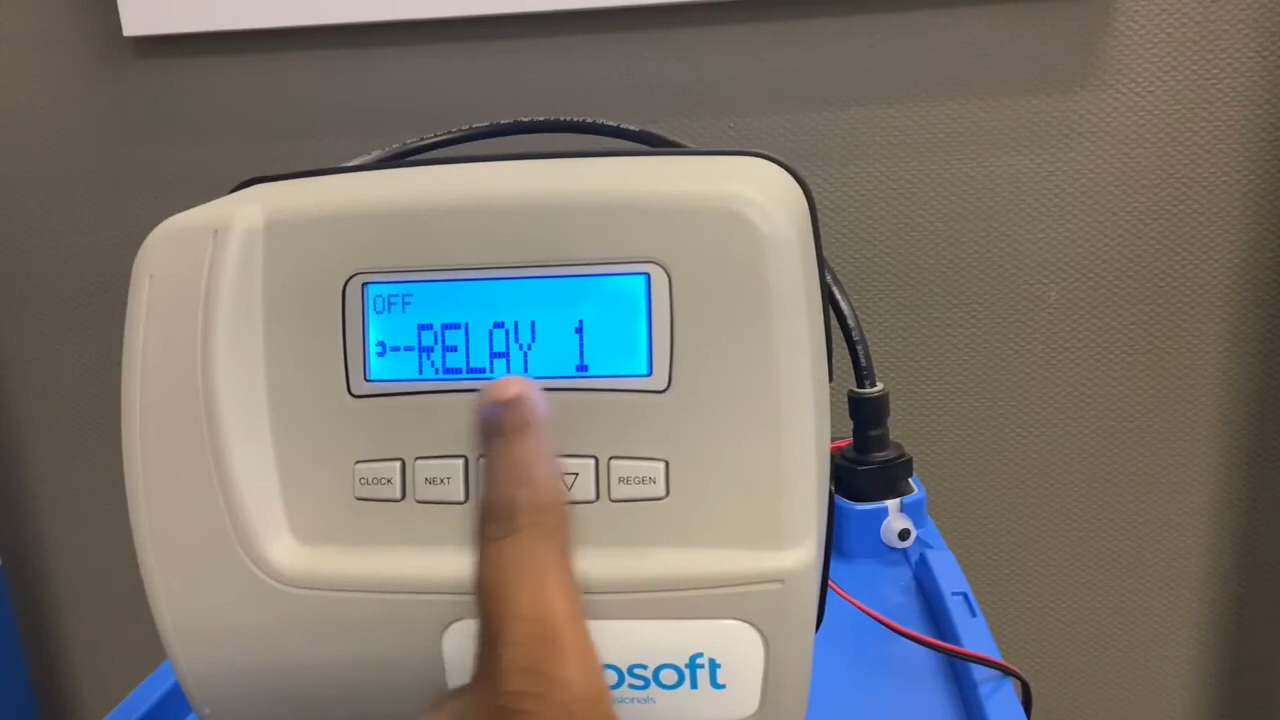 OFF
RELAY 1
CLOCK
NEXT
REGEN
osoft
sionals